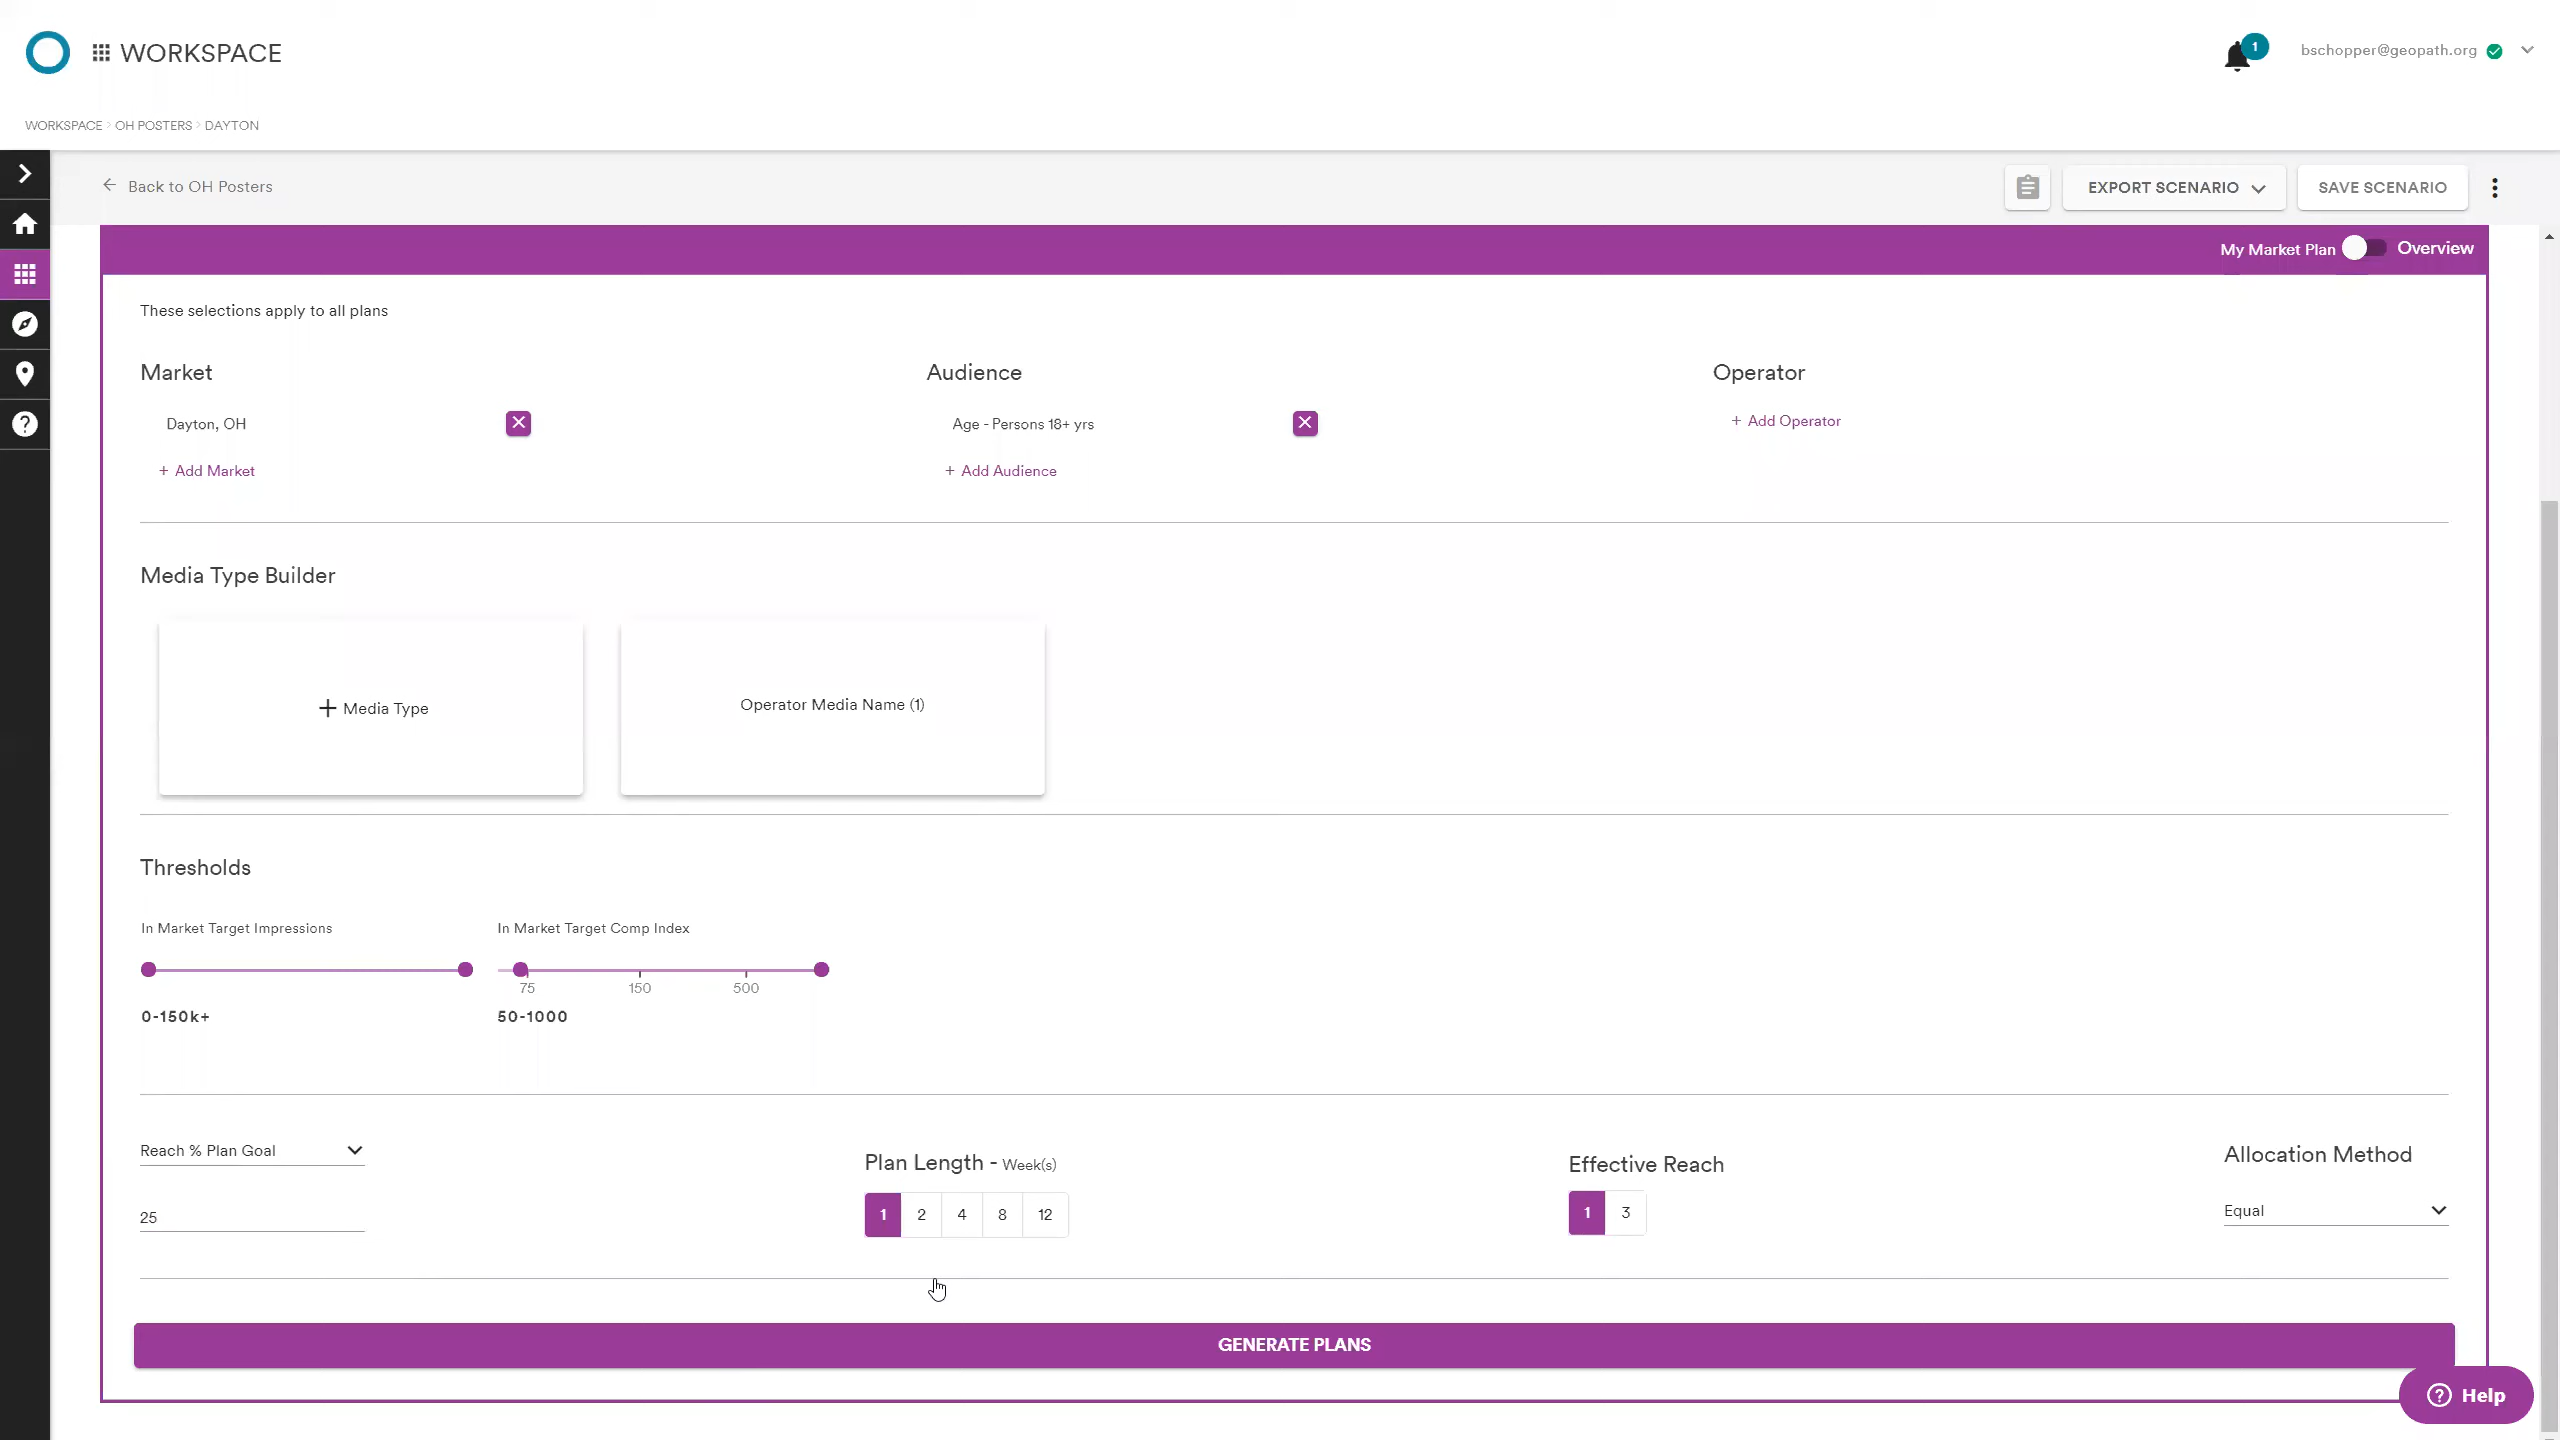 WORKSPACE
1
bschopper@geopath.org
WORKSPACE > OH POSTERS > DAYTON
Back to OH Posters
EXPORT SCENARIO
SAVE SCENARIO
My Market Plan
Overview
These selections apply to all plans
Market
Audience
Operator
Dayton, OH
Age - Persons 18+ yrs
+ Add Operator
+ Add Market
+ Add Audience
Media Type Builder
+ Media Type
Operator Media Name (1)
Thresholds
In Market Target Impressions
In Market Target Comp Index
75
150
500
0-150k+
50-1000
Reach % Plan Goal
Plan Length - Week(s)
Effective Reach
Allocation Method
25
1
2
4
8
12
1
3
Equal
GENERATE PLANS
? Help